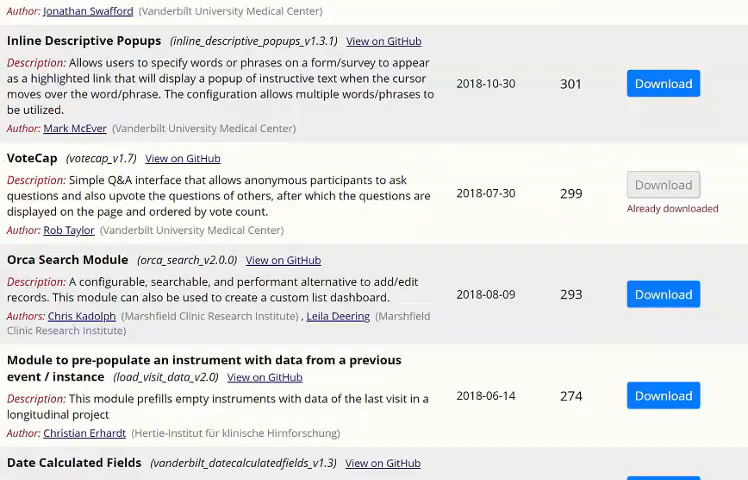 Author: Jonathan Swafford (Vanderbilt University Medical Center)
Inline Descriptive Popups (inline_descriptive_popups_v1.3.1) View on GitHub
Description: Allows users to specify words or phrases on a form/survey to appear
as a highlighted link that will display a popup of instructive text when the cursor
moves over the word/phrase. The configuration allows multiple words/phrases to
be utilized.
Author: Mark McEver (Vanderbilt University Medical Center)
2018-10-30
301
Download
VoteCap (votecap_v1.7) View on GitHub
Description: Simple Q&A interface that allows anonymous participants to ask
questions and also upvote the questions of others, after which the questions are
displayed on the page and ordered by vote count.
Author: Rob Taylor (Vanderbilt University Medical Center)
2018-07-30
299
Download
Already downloaded
Orca Search Module (orca_search_v2.0.0) View on GitHub
Description: A configurable, searchable, and performant alternative to add/edit
records. This module can also be used to create a custom list dashboard.
Authors: Chris Kadolph (Marshfield Clinic Research Institute) , Leila Deering (Marshfield
Clinic Research Institute)
2018-08-09
293
Download
Module to pre-populate an instrument with data from a previous
event / instance (load_visit_data_v2.0) View on GitHub
Description: This module prefills empty instruments with data of the last visit in a
longitudinal project
Author: Christian Erhardt (Hertie-Institut für klinische Hirnforschung)
2018-06-14
274
Download
Date Calculated Fields (vanderbilt_datecalculatedfields_v1.3) View on GitHub